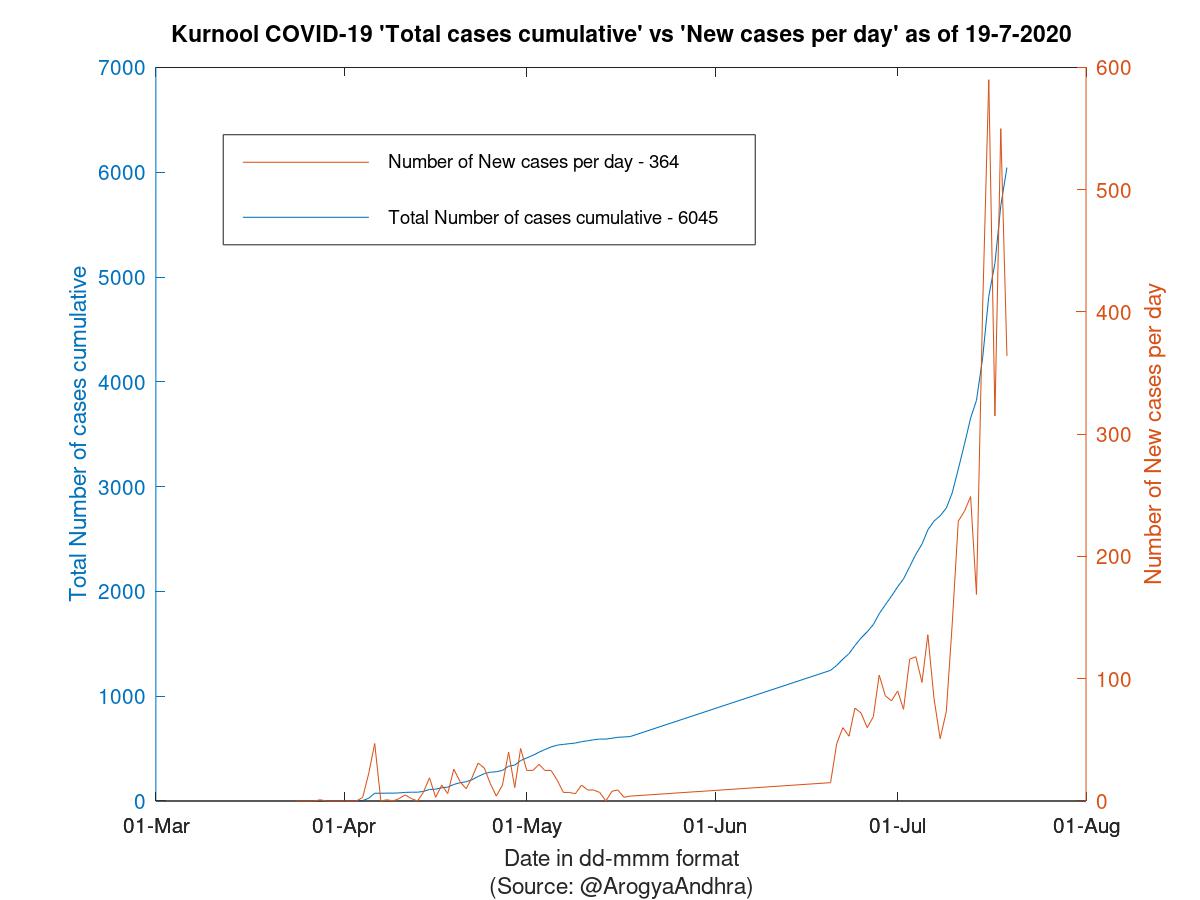 Kurnool COVID-19 'Total cases cumulative' vs 'New cases per day' as of 19-7-2020
7000
6000
5000
4000
3000
2000
1000
0
Total Number of cases cumulative
Number of New cases per day - 364
Total Number of cases cumulative - 6045
600
500
400
300
200
100
0
Number of New cases per day
01-Mar 01-Apr 01-May 01-Jun 01-Jul 01-Aug
Date in dd-mmm format
(Source: @ArogyaAndhra)